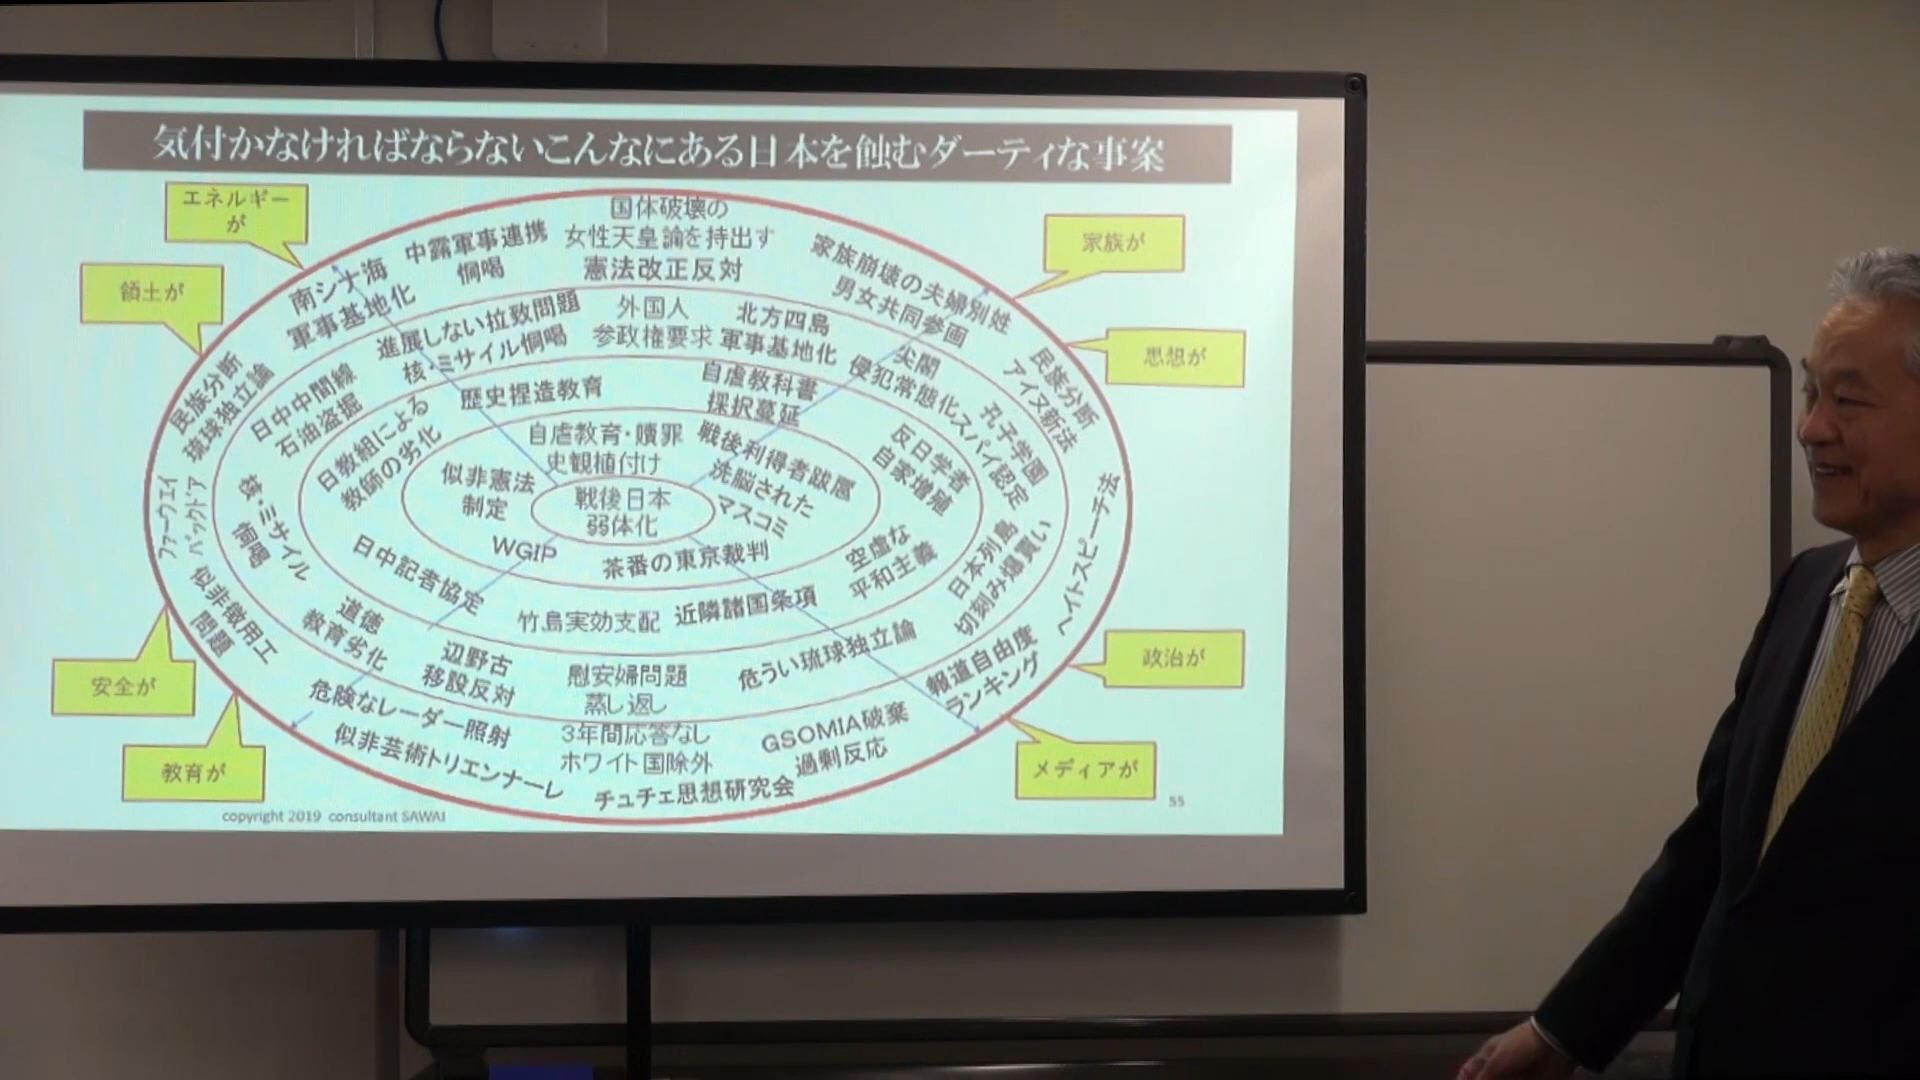 気付かなければならないこんなにある日本を蝕むダーティな事案
エネルギー
が
領土が
安全が
教育が
家族が
思想が
政治が
メディアが
国体破壊の
女性天皇論を持出す
憲法改正反対
中露軍事連携
恫喝
南シナ海
軍事基地化
家族崩壊の夫婦別姓
男女共同参画
民族分断
アイヌ新法
ヘイトスピーチ法
報道自由度
ランキング
GSOMIA破棄
過剰反応
チュチェ思想研究会
3年間応答なし
ホワイト国除外
危険なレーダー照射
似非芸術トリエンナーレ
似非徴用工
問題
ファーウェイ
バックドア
民族分断
琉球独立論
進展しない拉致問題
核・ミサイル恫喝
外国人
参政権要求
北方四島
軍事基地化
尖閣
侵犯常態化
孔子学園
スパイ認定
日本列島
切刻み爆買い
危うい琉球独立論
慰安婦問題
蒸し返し
辺野古
移設反対
道徳
教育劣化
核・ミサイル
恫喝
日中中間線
石油盗掘
歴史捏造教育
自虐教科書
採択蔓延
反日学者
自家増殖
空虚な
平和主義
近隣諸国条項
竹島実効支配
日中記者協定
日教組による
教師の劣化
自虐教育・贖罪
史観植付け
戦後利得者跋扈
洗脳された
マスコミ
茶番の東京裁判
WGIP
似非憲法
制定
戦後日本
弱体化
copyright 2019 consultant SAWAI
55